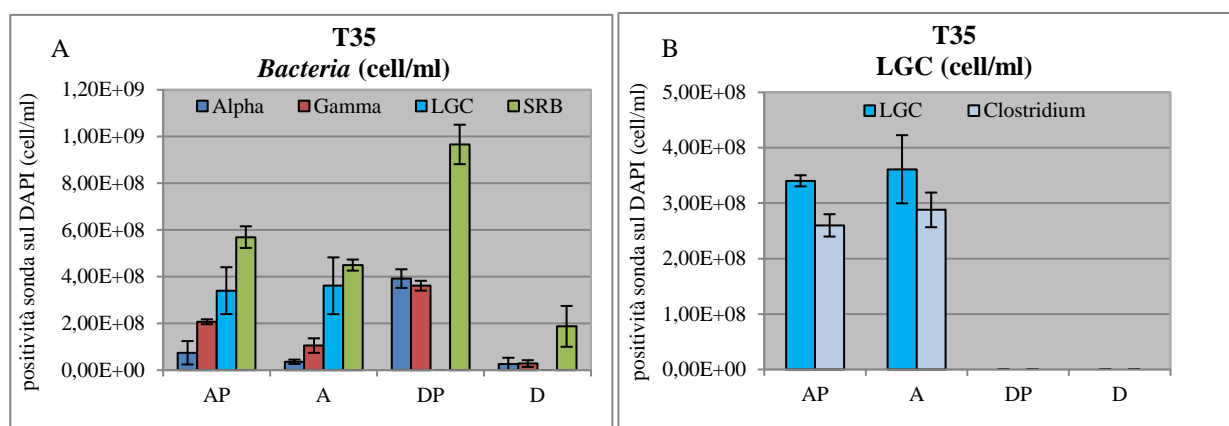 A
T35
Bacteria (cell/ml)
positività sonda sul DAPI (cell/ml)
1,20E+09
1,00E+09
8,00E+08
6,00E+08
4,00E+08
2,00E+08
0,00E+00
Alpha Gamma LGC SRB
AP A DP D
B
T35
LGC (cell/ml)
positività sonda sul DAPI (cell/ml)
5,00E+08
4,00E+08
3,00E+08
2,00E+08
1,00E+08
0,00E+00
LGC Clostridium
AP A DP D